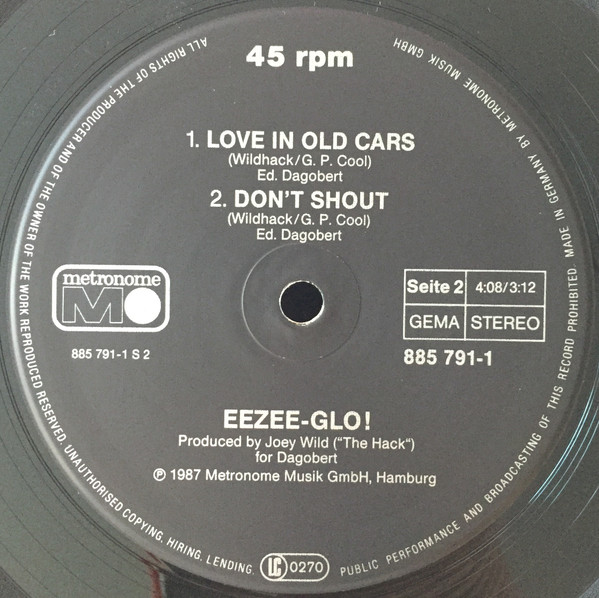 45 rpm
1. LOVE IN OLD CARS
(Wildhack/G. P. Cool)
Ed. Dagobert
2. DON'T SHOUT
(Wildhack/G. P. Cool)
Ed. Dagobert
metronome
M
885 791-1 S 2
Seite 2 4:08/3:12
GEMA STEREO
885 791-1
EEZEE-GLO!
Produced by Joey Wild ("The Hack")
for Dagobert
℗ 1987 Metronome Musik GmbH, Hamburg
ALL RIGHTS OF THE PRODUCER AND OF THE OWNER OF THE WORK REPRODUCED RESERVED. UNAUTHORISED COPYING, HIRING, LENDING,
LC 0270
PUBLIC PERFORMANCE AND BROADCASTING OF THIS RECORD PROHIBITED. MADE IN GERMANY BY METRONOME MUSIK GMBH